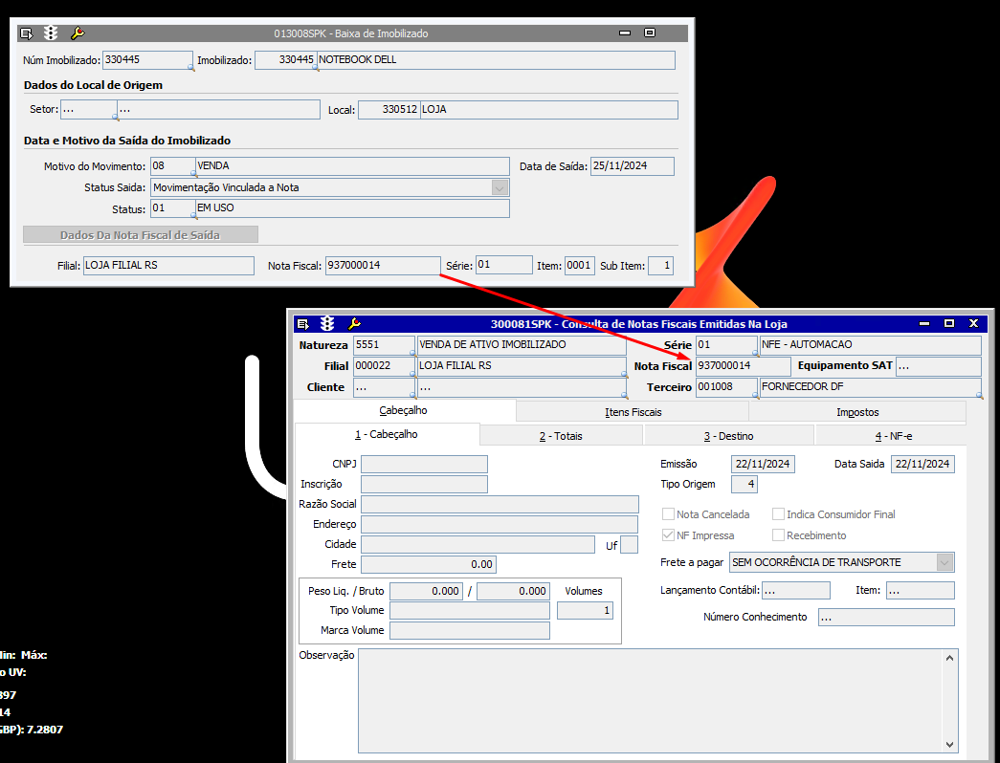 013008SPK - Baixa de Imobilizado
Núm Imobilizado: 330445 Imobilizado: 330445 NOTEBOOK DELL
Dados do Local de Origem
Setor: ... ... Local: 330512 LOJA
Data e Motivo da Saída do Imobilizado
Motivo do Movimento: 08 VENDA Data de Saída: 25/11/2024
Status Saida: Movimentação Vinculada a Nota
Status: 01 EM USO
Dados Da Nota Fiscal de Saída
Filial: LOJA FILIAL RS Nota Fiscal: 937000014 Série: 01 Item: 0001 Sub Item: 1
300081SPK - Consulta de Notas Fiscais Emitidas Na Loja
Natureza 5551 VENDA DE ATIVO IMOBILIZADO Série 01 NFE - AUTOMACAO
Filial 000022 LOJA FILIAL RS Nota Fiscal 937000014 Equipamento SAT ...
Cliente ... ... Terceiro 001008 FORNECEDOR DF
Cabeçalho Itens Fiscais Impostos
1 - Cabeçalho 2 - Totais 3 - Destino 4 - NF-e
CNPJ Emissão 22/11/2024 Data Saida 22/11/2024
Inscrição Tipo Origem 4
Razão Social
Endereço Nota Cancelada Indica Consumidor Final
Cidade Uf NF Impressa Recebimento
Frete 0.00 Frete a pagar SEM OCORRÊNCIA DE TRANSPORTE
Peso Liq. / Bruto 0.000 / 0.000 Volumes Lançamento Contábil: ... Item: ...
Tipo Volume 1 Número Conhecimento ...
Marca Volume
Observação
Máx:
o UV:
397
14
GBP): 7.2807